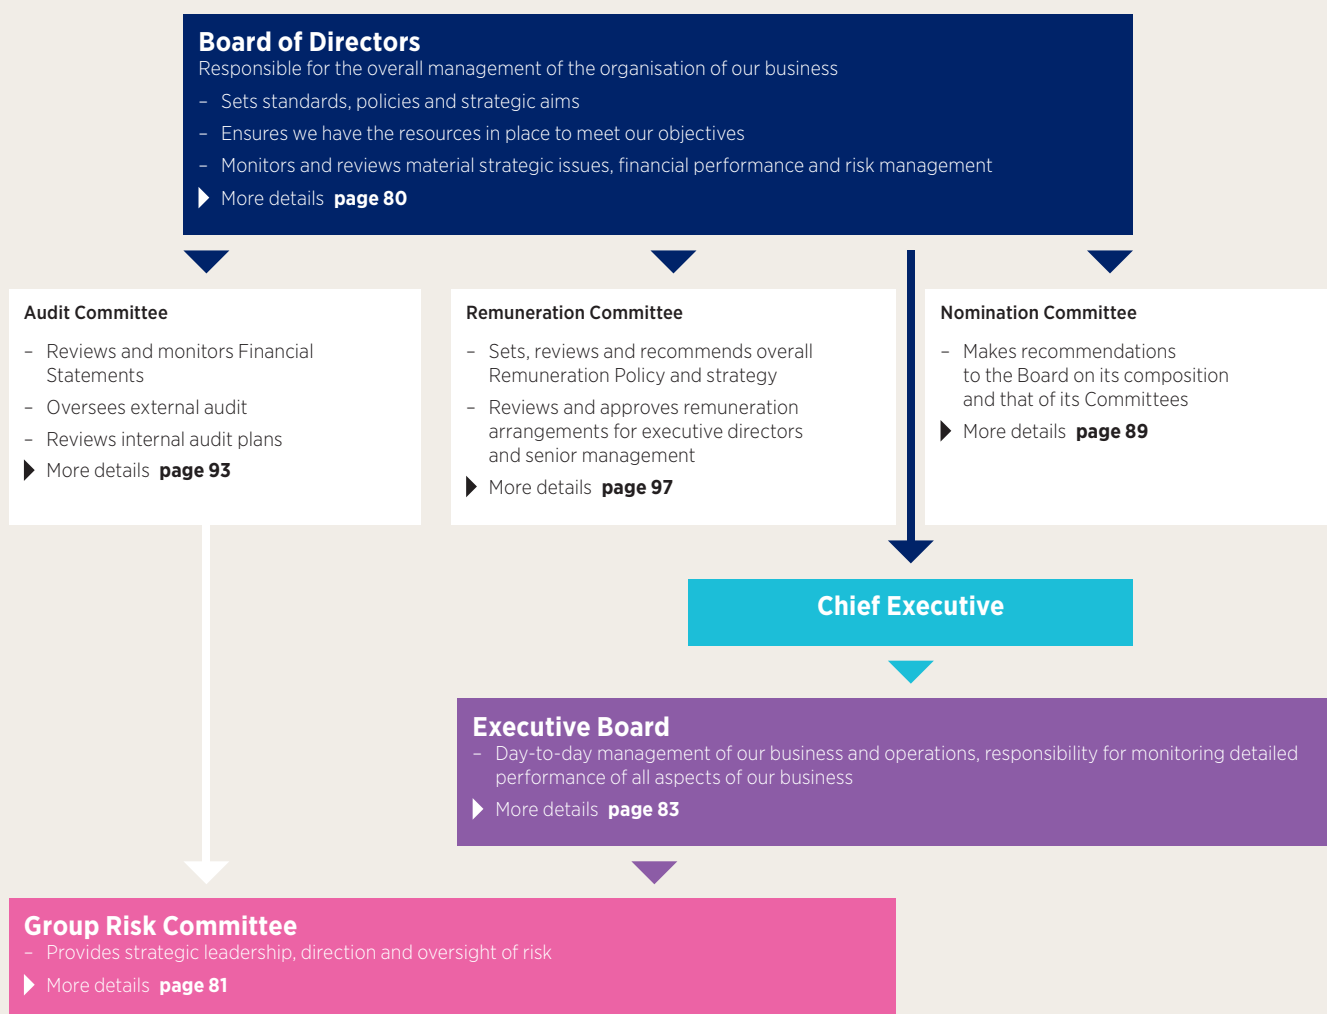 Board of Directors
Responsible for the overall management of the organisation of our business
– Sets standards, policies and strategic aims
– Ensures we have the resources in place to meet our objectives
– Monitors and reviews material strategic issues, financial performance and risk management
More details page 80
Audit Committee
– Reviews and monitors Financial
Statements
– Oversees external audit
– Reviews internal audit plans
More details page 93
Remuneration Committee
– Sets, reviews and recommends overall
Remuneration Policy and strategy
– Reviews and approves remuneration
arrangements for executive directors
and senior management
More details page 97
Nomination Committee
– Makes recommendations
to the Board on its composition
and that of its Committees
More details page 89
Chief Executive
Executive Board
– Day-to-day management of our business and operations, responsibility for monitoring detailed
performance of all aspects of our business
More details page 83
Group Risk Committee
– Provides strategic leadership, direction and oversight of risk
More details page 81